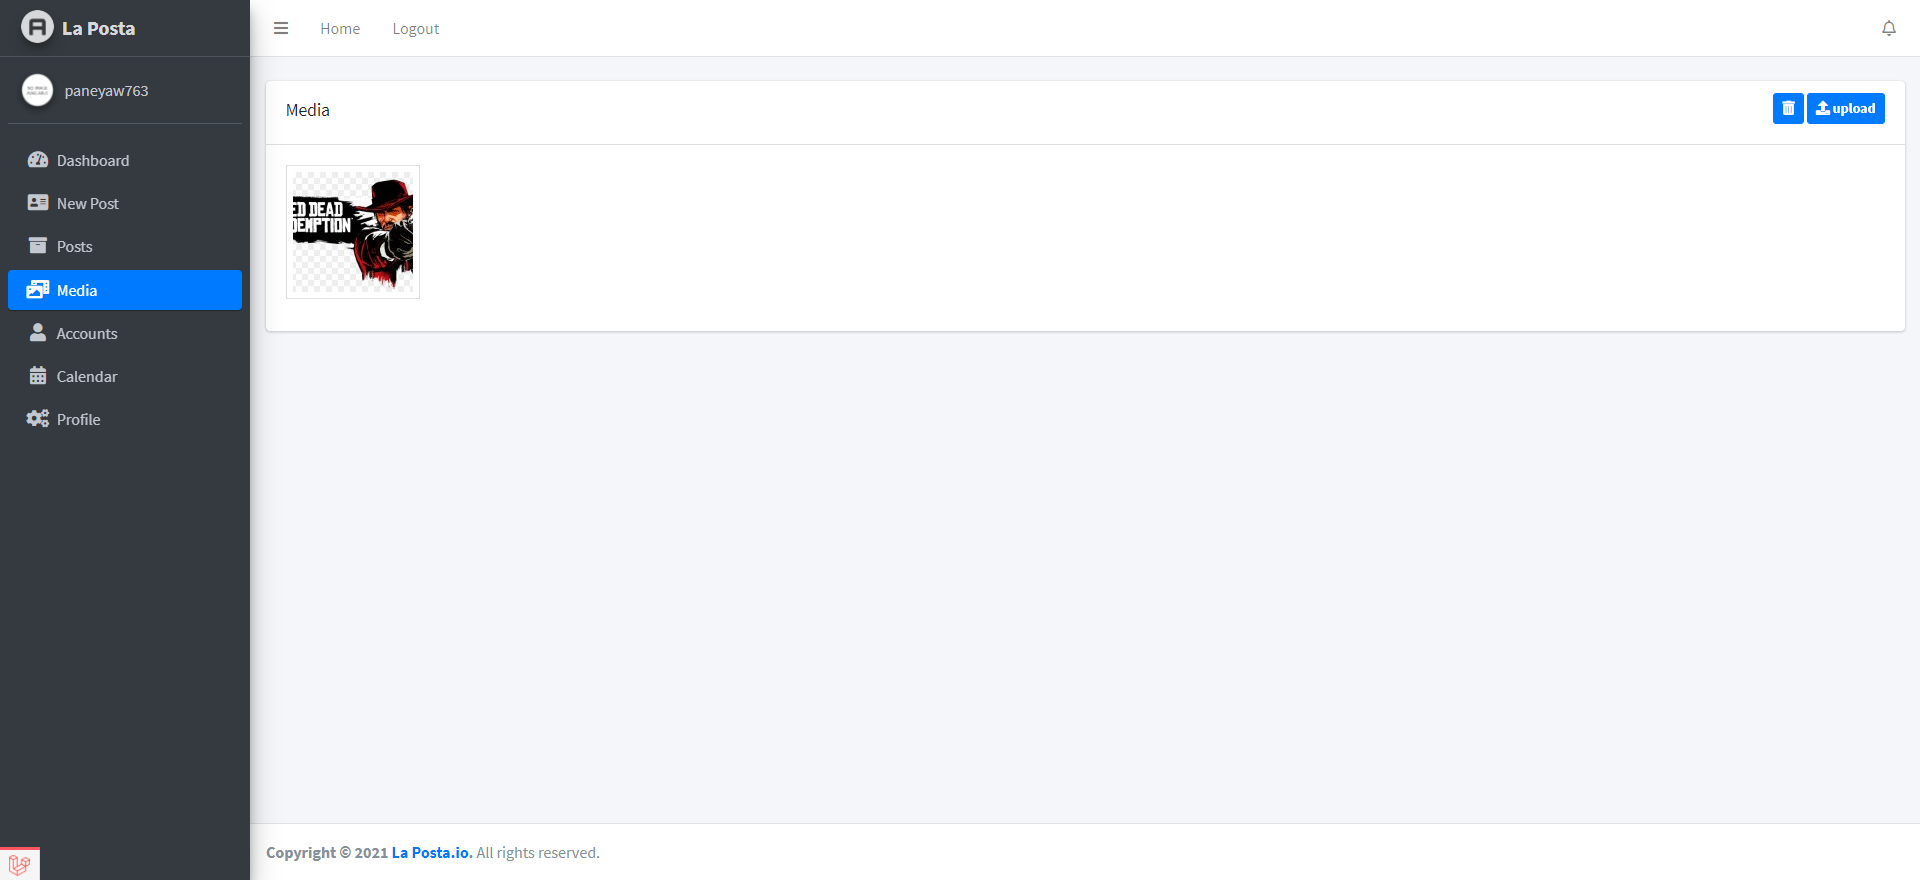 La Posta
Home
Logout
paneyaw763
Dashboard
New Post
Posts
Media
Accounts
Calendar
Profile
Media
upload
ED DEAD
DEMPTION
Copyright © 2021 La Posta.io. All rights reserved.